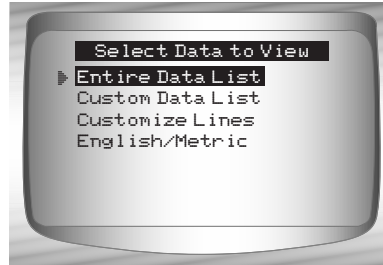 Select Data to View
Entire Data List
Custom Data List
Customize Lines
English/Metric